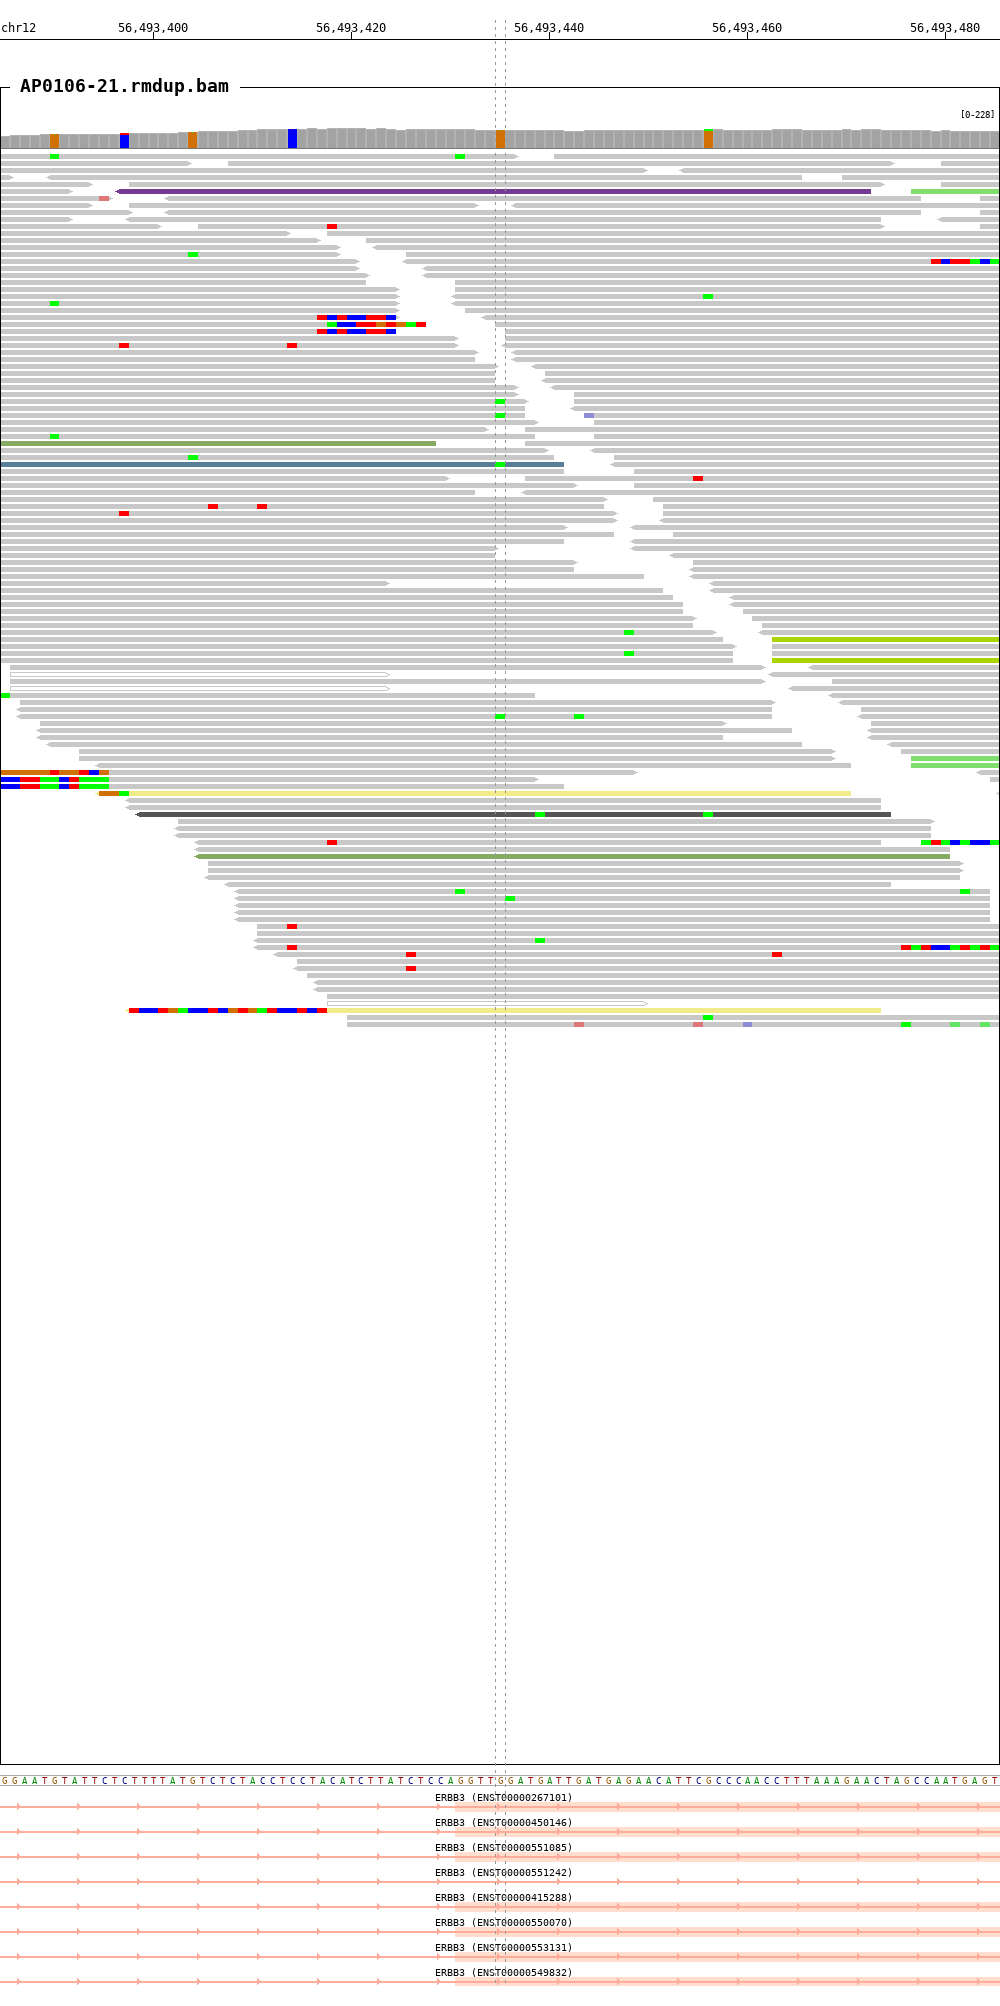 chr12
56,493,400
56,493,420
56,493,440
56,493,460
56,493,480
AP0106-21.rmdup.bam
[0-228]
GGAATGTATTCTCTTTTATGTCTCTACCTCCTACATCTTATCTCCAGGTTGGATGATTGATGAGAACATTCGCCCAACCTTTAAAGAACTAGCCAATGAGT
ERBB3 (ENST00000267101)
ERBB3 (ENST00000450146)
ERBB3 (ENST00000551085)
ERBB3 (ENST00000551242)
ERBB3 (ENST00000415288)
ERBB3 (ENST00000550070)
ERBB3 (ENST00000553131)
ERBB3 (ENST00000549832)